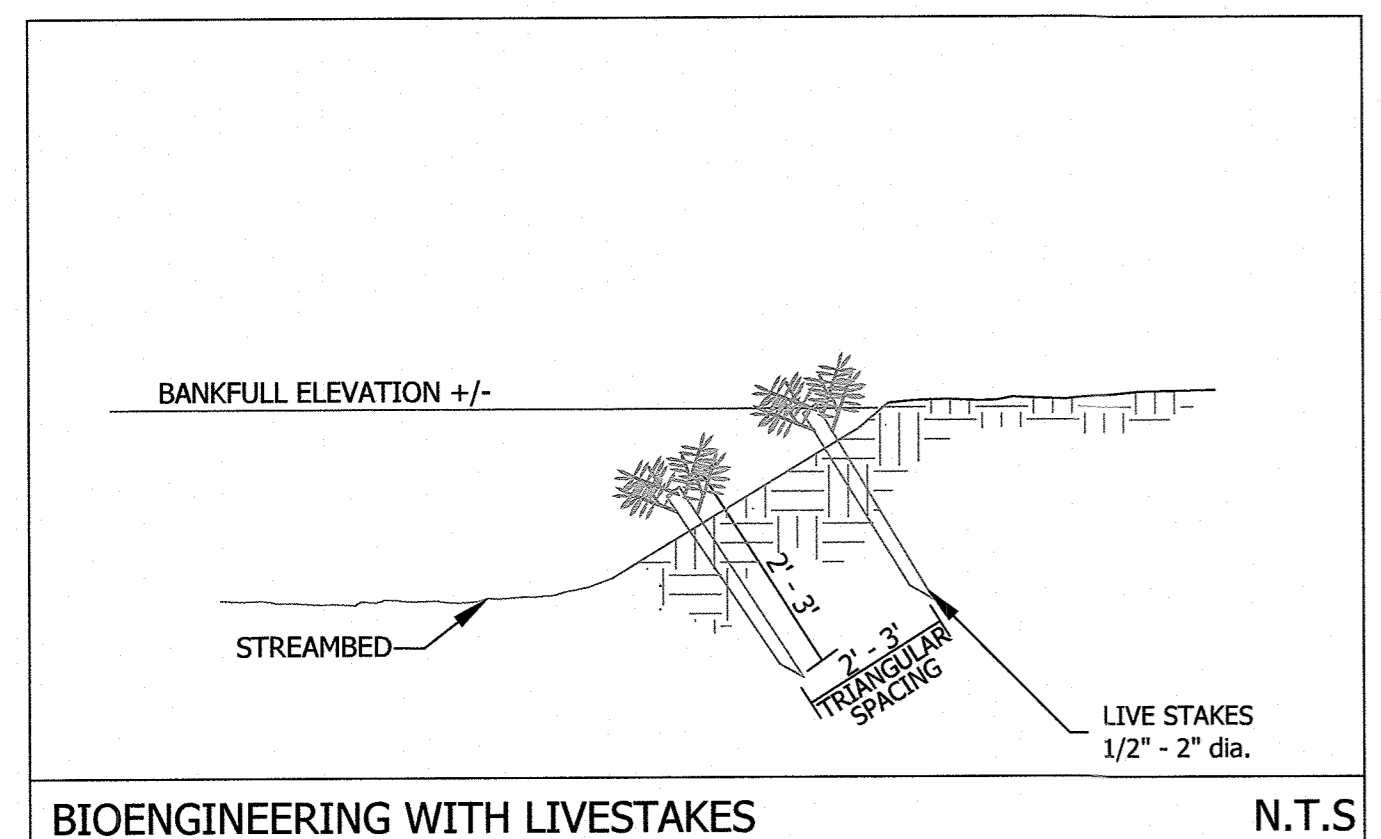 BANKFULL ELEVATION +/-
STREAMBED
2' - 3'
2' - 3'
TRIANGULAR
SPACING
LIVE STAKES
1/2" - 2" dia.
BIOENGINEERING WITH LIVESTAKES
N.T.S